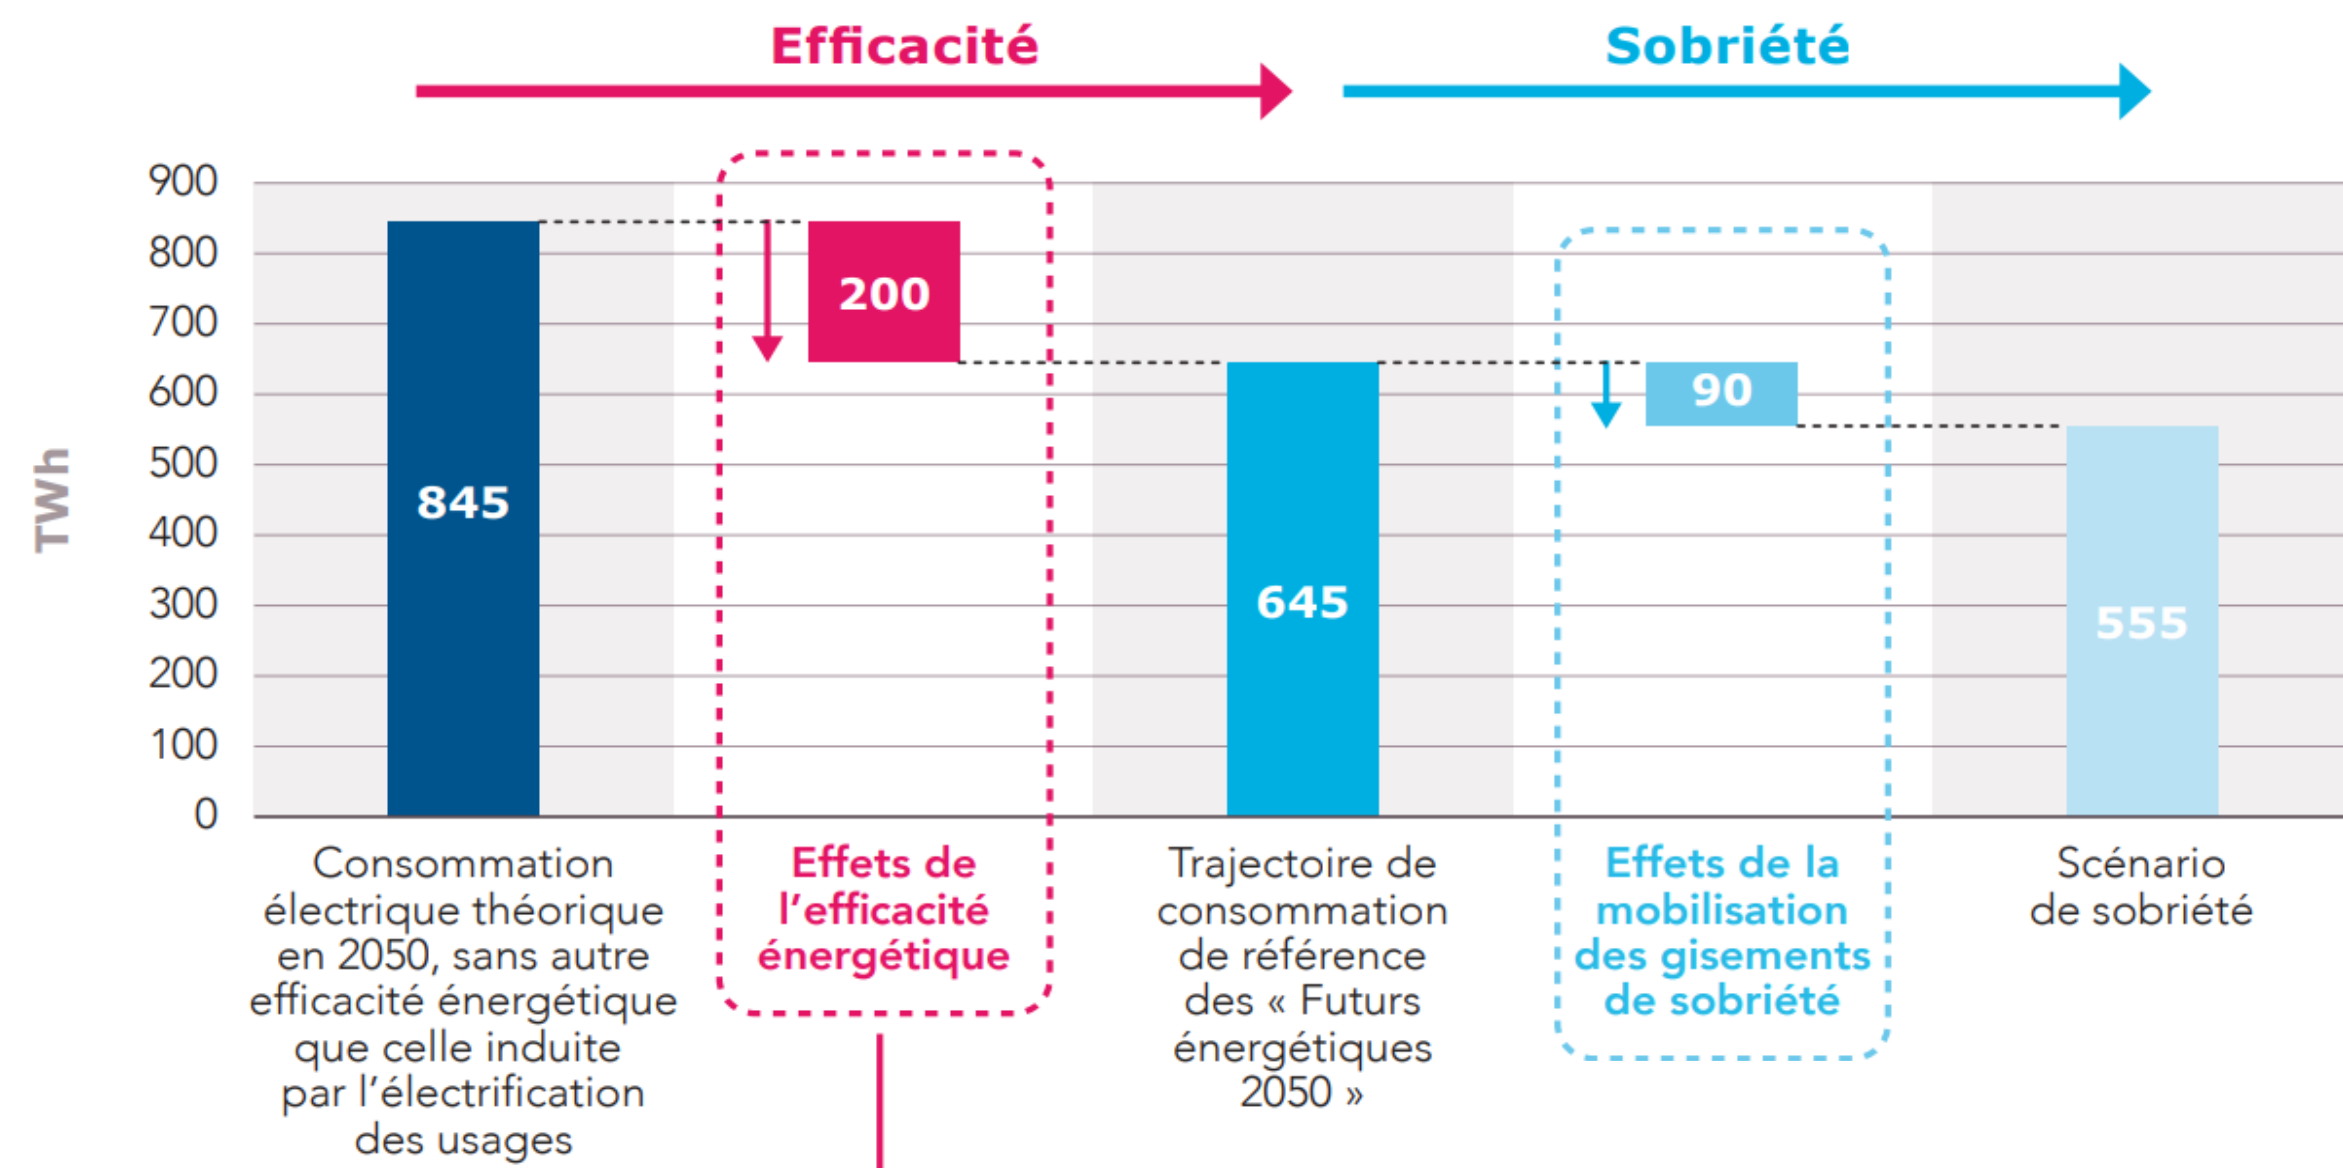 Efficacité
Sobriété
900
800
700
600
500
400
300
200
100
0
TWh
845
200
645
90
555
Consommation
électrique théorique
en 2050, sans autre
efficacité énergétique
que celle induite
par l’électrification
des usages
Effets de
l’efficacité
énergétique
Trajectoire de
consommation
de référence
des « Futurs
énergétiques
2050 »
Effets de la
mobilisation
des gisements
de sobriété
Scénario
de sobriété